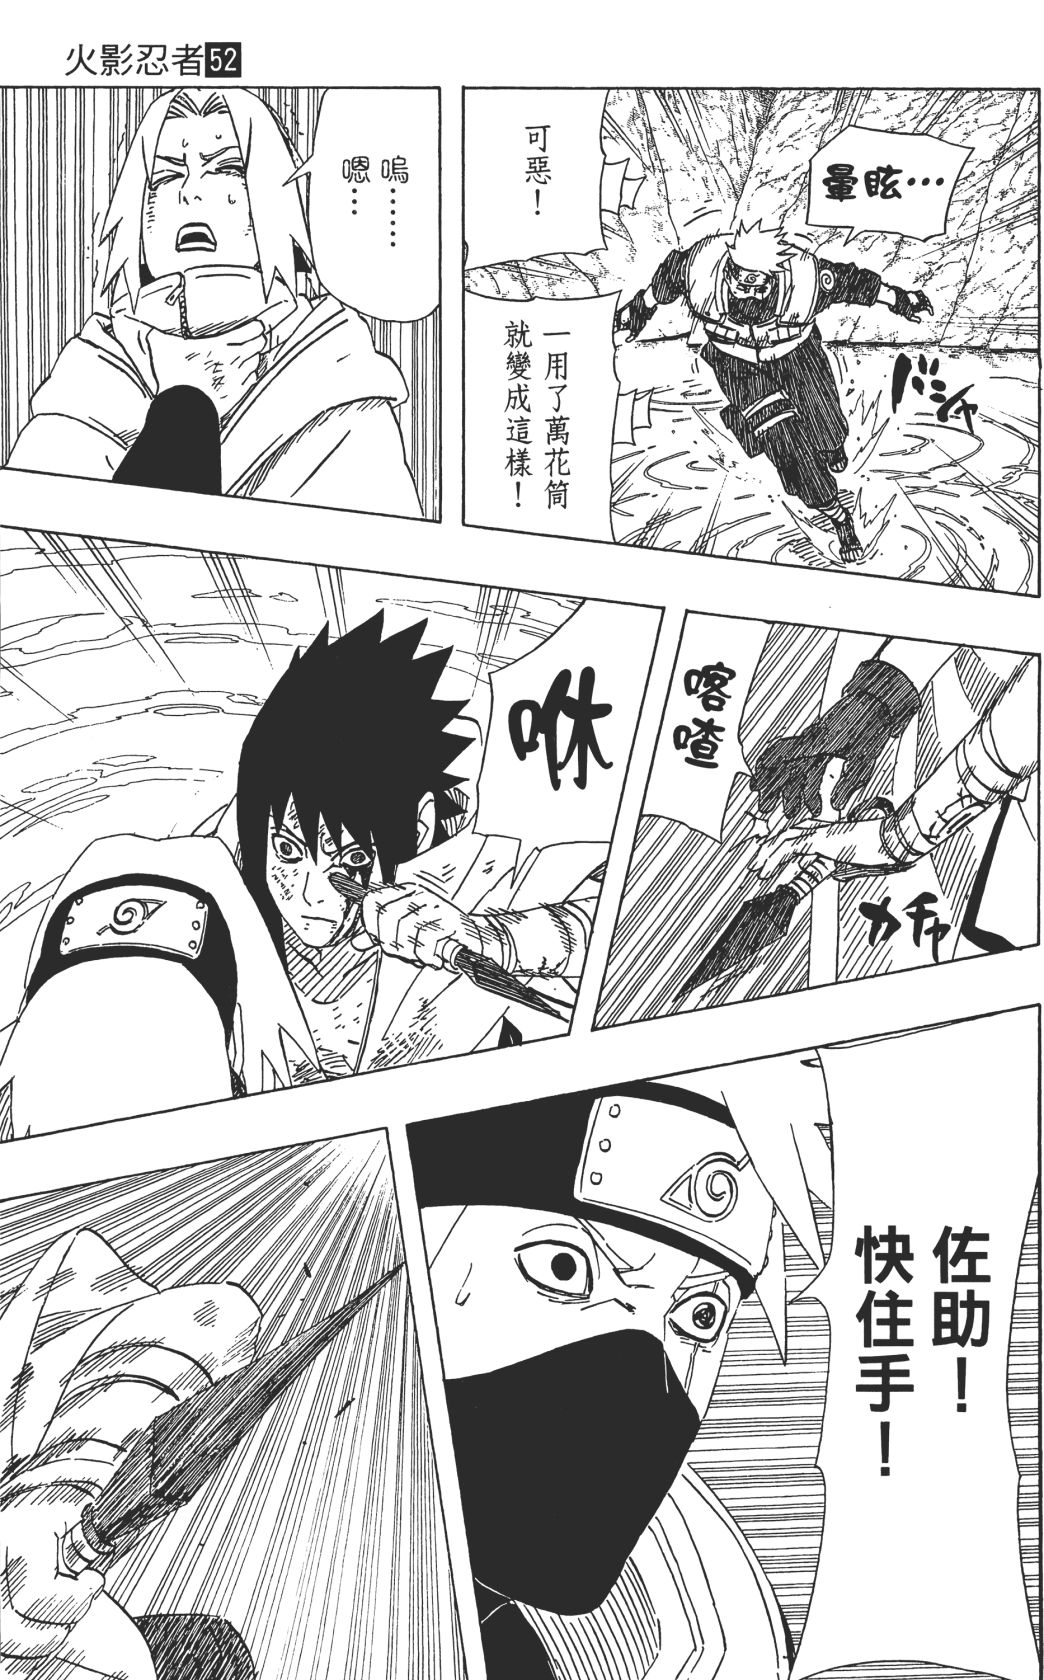 火影忍者52
暈眩…
可惡！
一用了萬花筒
就變成這樣！
ドシャ
嗚……
嗯…
喀喳
カチャ
咻
佐助！
快住手！